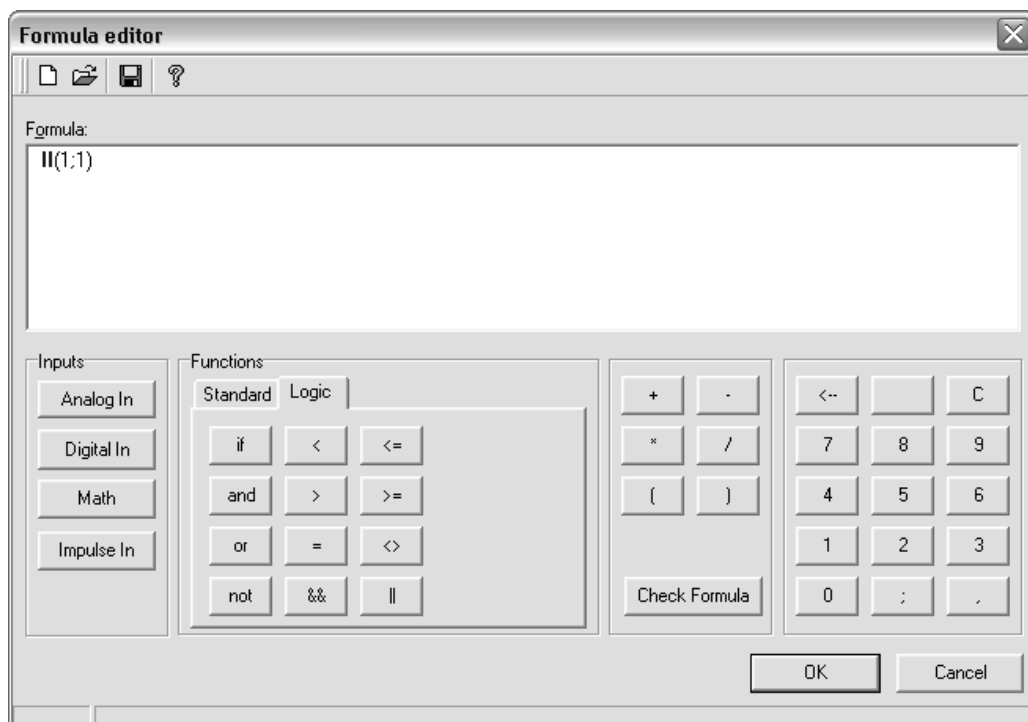 Formula editor
Formula:
II(1;1)
Inputs
Analog In
Digital In
Math
Impulse In
Functions
Standard Logic
if < <=
and > >=
or = <>
not && ||
+ -
* /
( )
Check Formula
<-- C
7 8 9
4 5 6
1 2 3
0 ; ,
OK Cancel